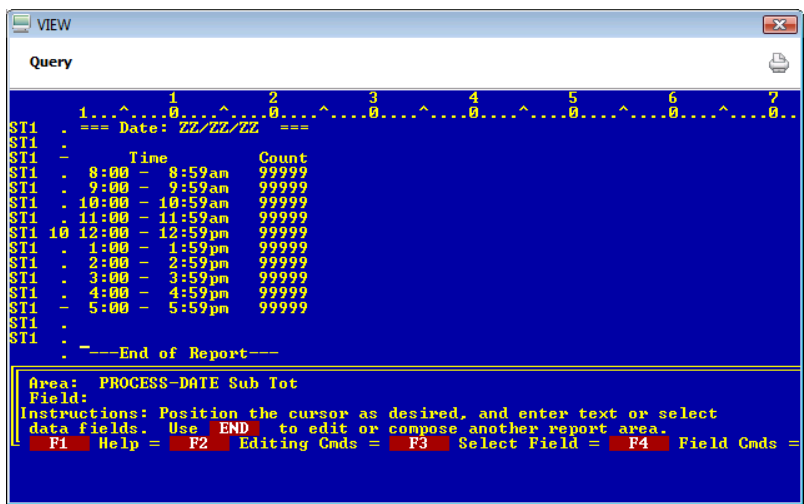 VIEW
Query
1         2         3         4         5         6         7
1...^....0....^....0....^....0....^....0....^....0....^....0....^....0..
ST1  . === Date: ZZ/ZZ/ZZ  ===
ST1  .
ST1  -      Time         Count
ST1  .  8:00 -  8:59am   99999
ST1  .  9:00 -  9:59am   99999
ST1  . 10:00 - 10:59am   99999
ST1  . 11:00 - 11:59am   99999
ST1 10 12:00 - 12:59pm   99999
ST1  .  1:00 -  1:59pm   99999
ST1  .  2:00 -  2:59pm   99999
ST1  .  3:00 -  3:59pm   99999
ST1  .  4:00 -  4:59pm   99999
ST1  -  5:00 -  5:59pm   99999
ST1  .
ST1  .
. ---End of Report---
Area:  PROCESS-DATE Sub Tot
Field:
Instructions: Position the cursor as desired, and enter text or select
data fields.  Use  END  to edit or compose another report area.
F1  Help =  F2  Editing Cmds =  F3  Select Field =  F4  Field Cmds =